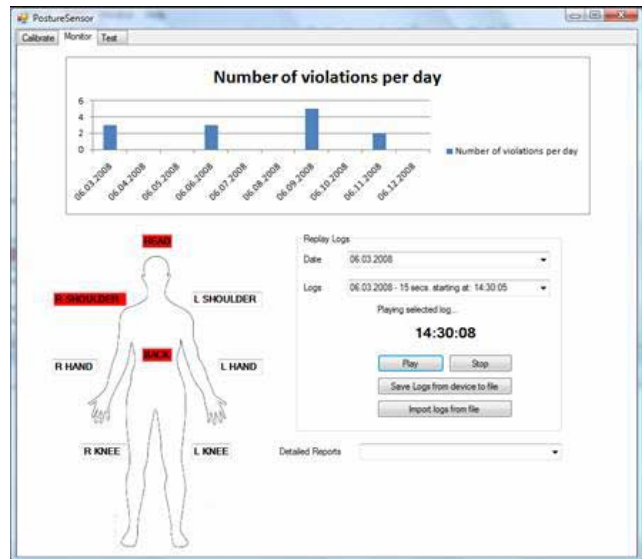 PostureSensor
Calibrate Monitor Test
Number of violations per day
6
4
2
0
06.03.2008 06.04.2008 06.05.2008 06.06.2008 06.07.2008 06.08.2008 06.09.2008 06.10.2008 06.11.2008 06.12.2008
Number of violations per day
HEAD
R SHOULDER L SHOULDER
BACK
R HAND L HAND
R KNEE L KNEE
Replay Logs
Date 06.03.2008
Logs 06.03.2008 - 15 secs. starting at: 14:30:05
Playing selected log...
14:30:08
Play Stop
Save Logs from device to file
Import logs from file
Detailed Reports